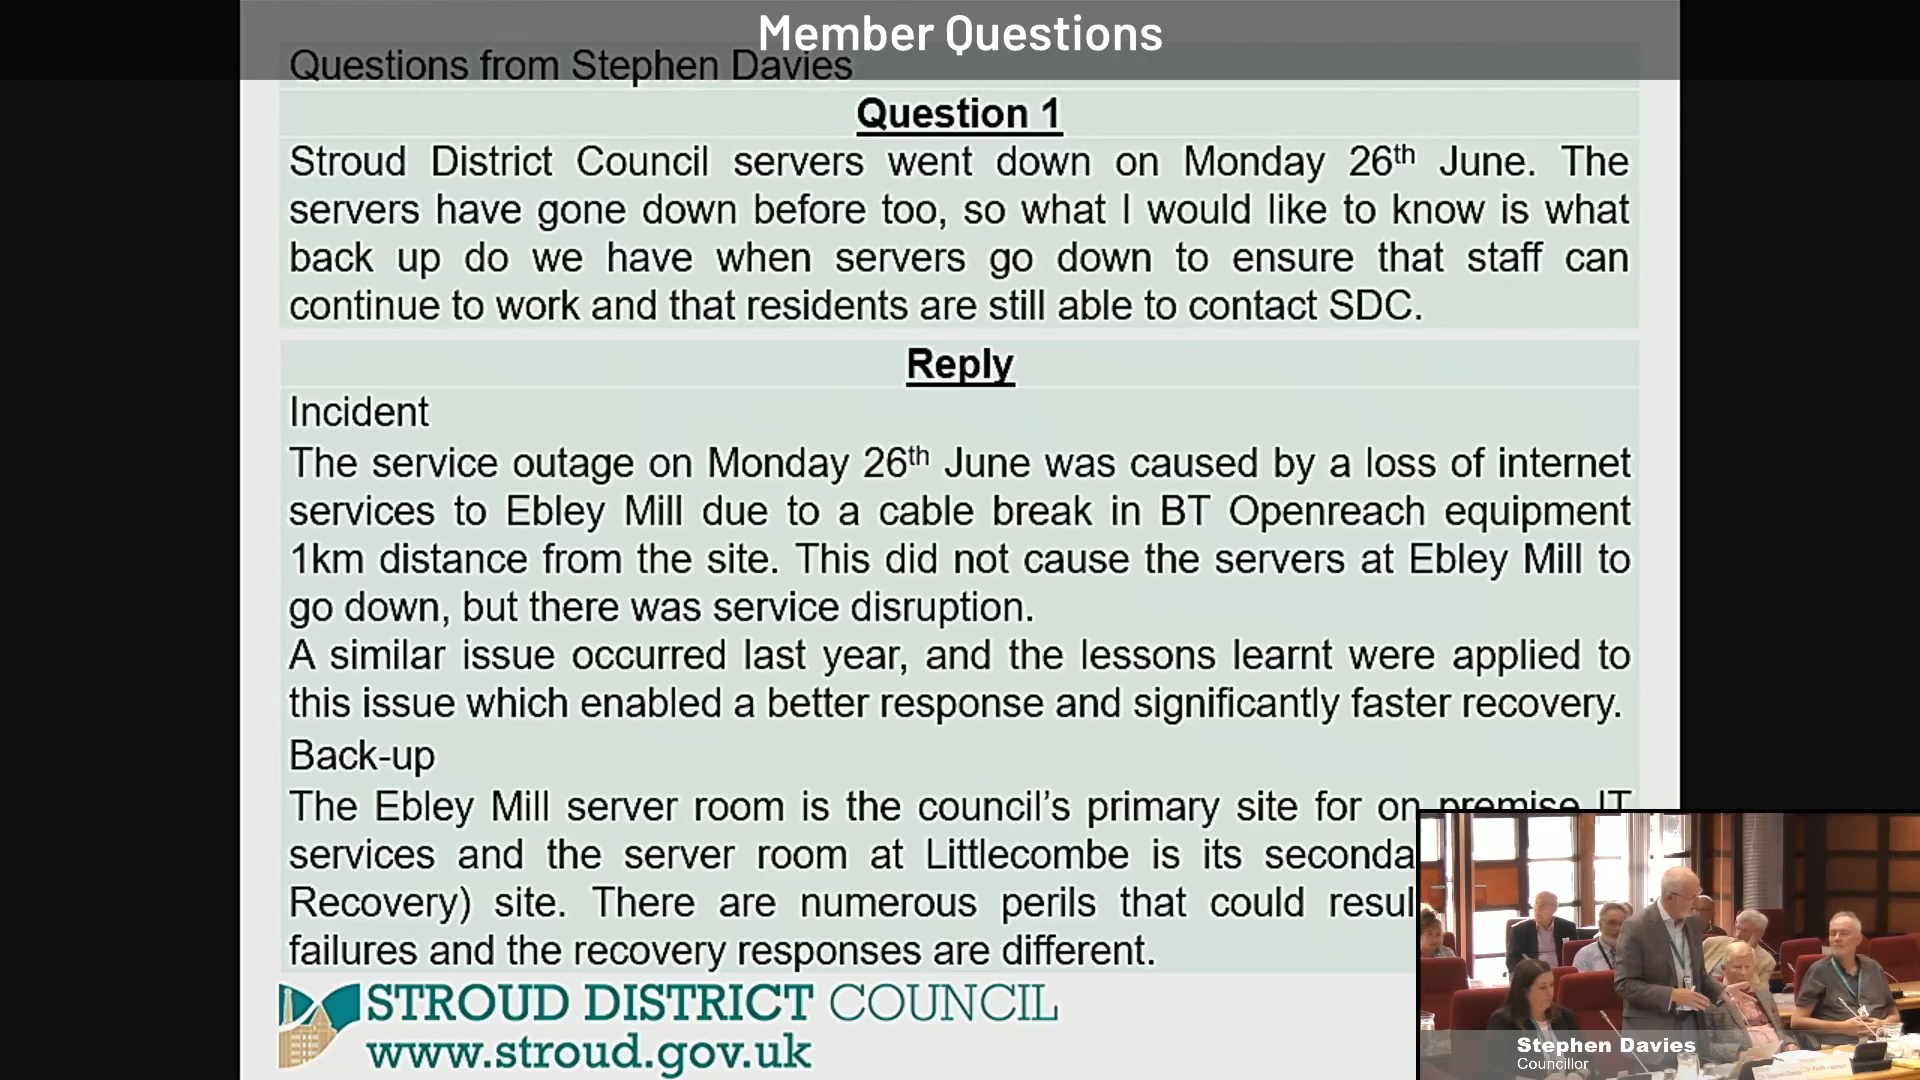 Member Questions
Questions from Stephen Davies
Question 1
Stroud District Council servers went down on Monday 26th June. The
servers have gone down before too, so what I would like to know is what
back up do we have when servers go down to ensure that staff can
continue to work and that residents are still able to contact SDC.
Reply
Incident
The service outage on Monday 26th June was caused by a loss of internet
services to Ebley Mill due to a cable break in BT Openreach equipment
1km distance from the site. This did not cause the servers at Ebley Mill to
go down, but there was service disruption.
A similar issue occurred last year, and the lessons learnt were applied to
this issue which enabled a better response and significantly faster recovery.
Back-up
The Ebley Mill server room is the council's primary site for on premise IT
services and the server room at Littlecombe is its seconda
Recovery) site. There are numerous perils that could resul
failures and the recovery responses are different.
STROUD DISTRICT COUNCIL
www.stroud.gov.uk
Stephen Davies
Councillor